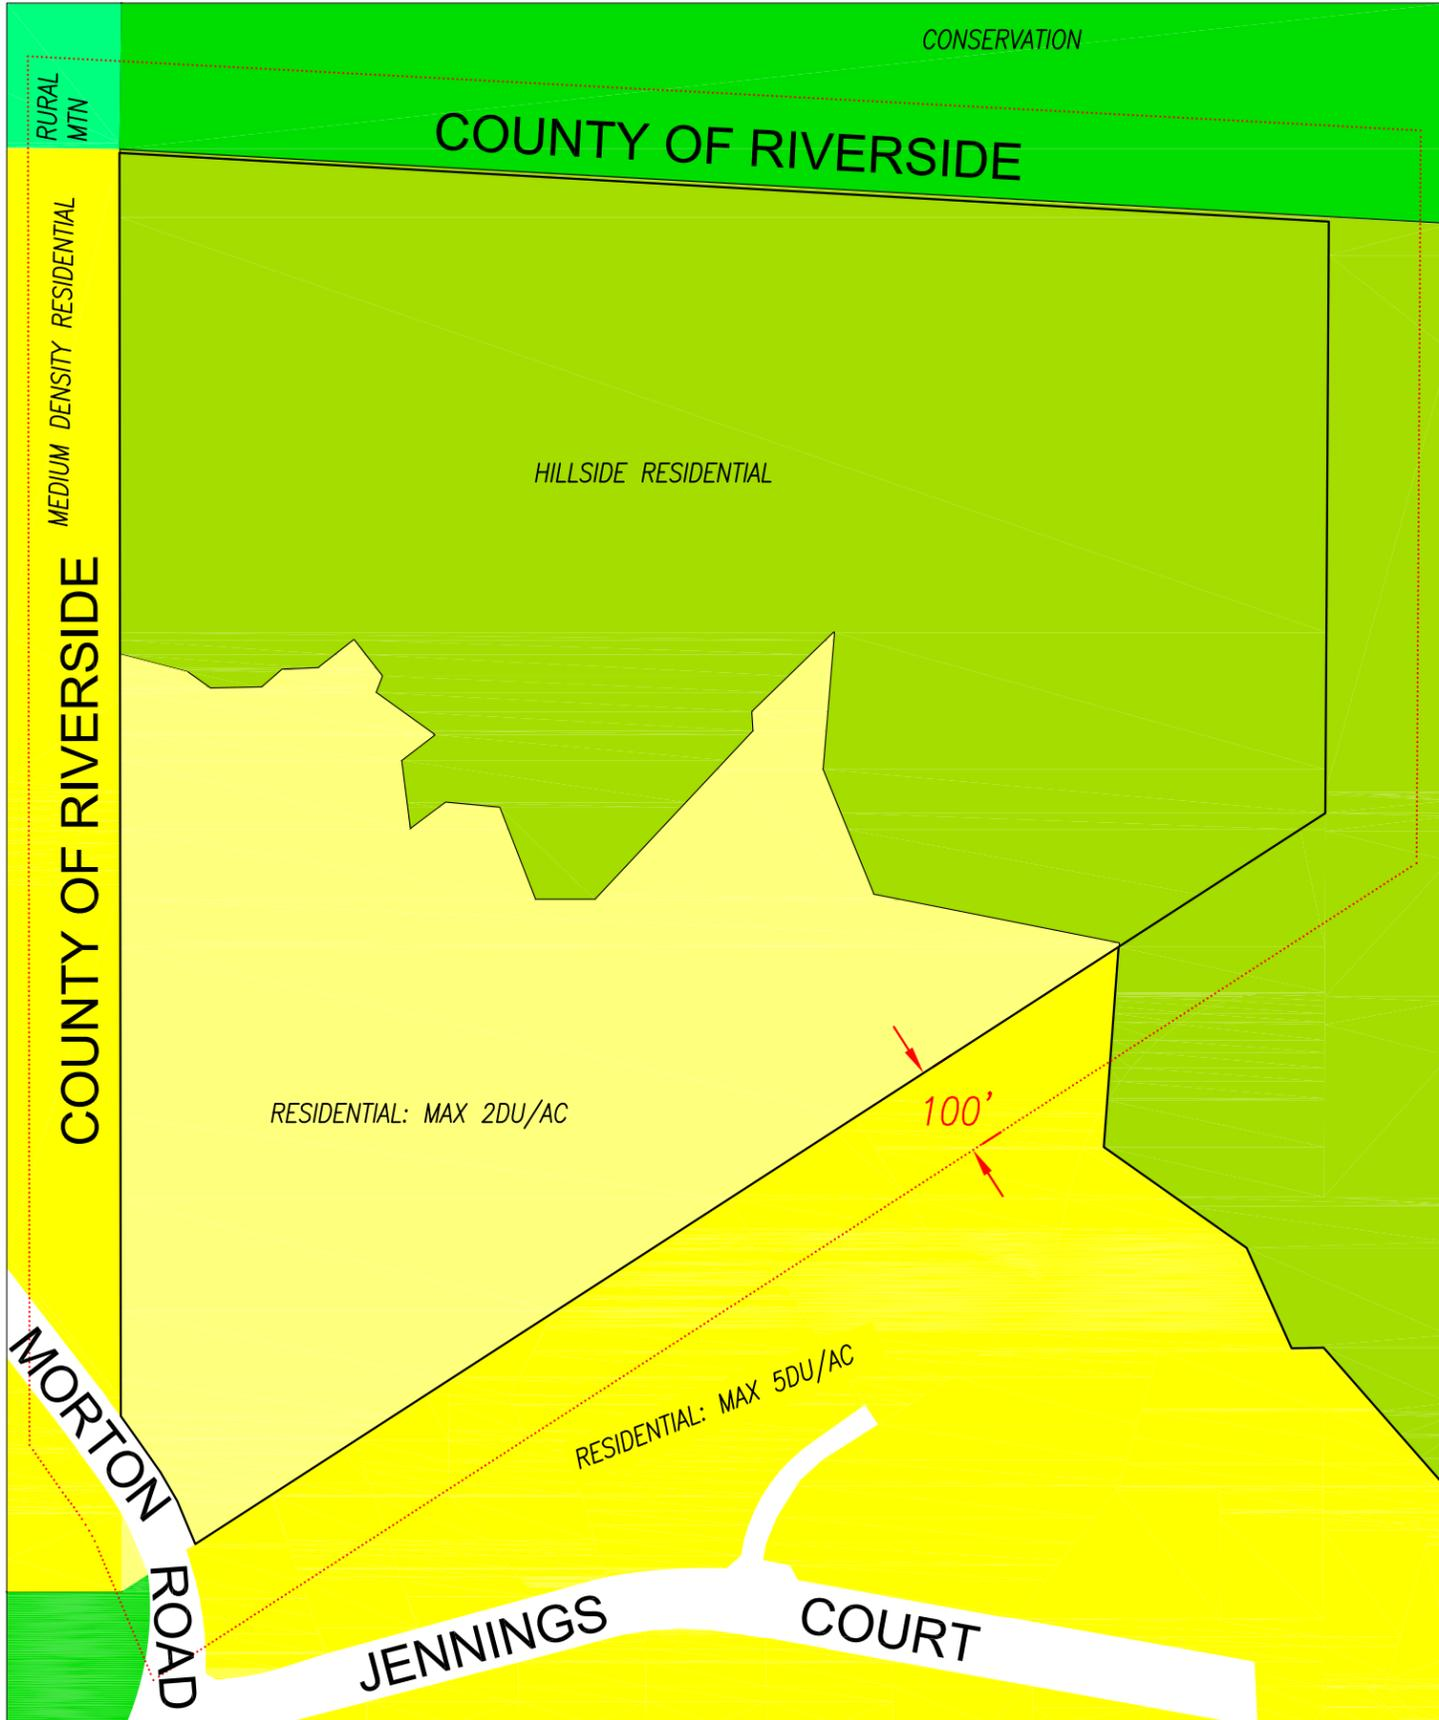 CONSERVATION
RURAL
MTN
COUNTY OF RIVERSIDE
MEDIUM DENSITY RESIDENTIAL
HILLSIDE RESIDENTIAL
COUNTY OF RIVERSIDE
100'
RESIDENTIAL: MAX 2DU/AC
RESIDENTIAL: MAX 5DU/AC
MORTON
ROAD
JENNINGS
COURT